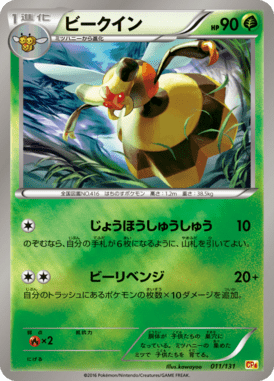 1進化 ビークイン HP90
ミツハニーから進化
全国図鑑NO.416 はちのすポケモン 高さ：1.2m 重さ：38.5kg
じょうほうしゅうしゅう 10
のぞむなら、自分の手札が6枚になるように、山札を引いてよい。
ビーリベンジ 20+
自分のトラッシュにあるポケモンの枚数×10ダメージ追加。
×2
Illus.kawayoo 011/131 CP4
©2016 Pokémon/Nintendo/Creatures/GAME FREAK.